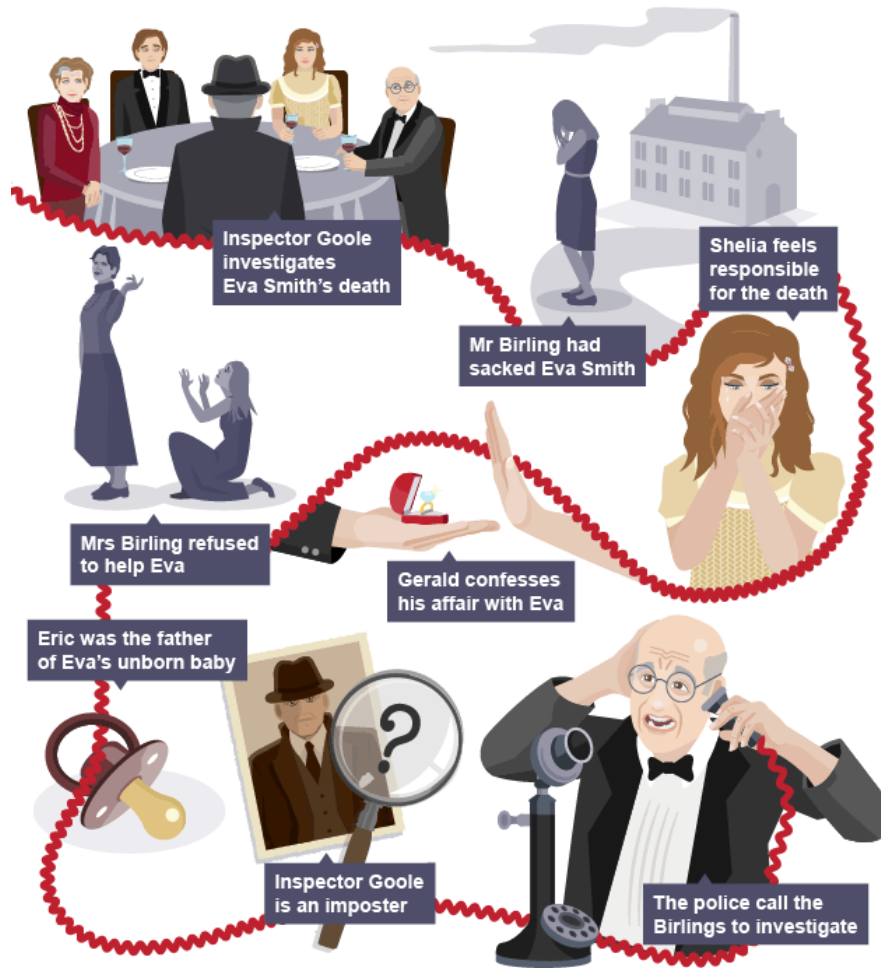 Inspector Goole
investigates
Eva Smith's death
Mr Birling had
sacked Eva Smith
Shelia feels
responsible
for the death
Gerald confesses
his affair with Eva
Mrs Birling refused
to help Eva
Eric was the father
of Eva's unborn baby
?
Inspector Goole
is an imposter
The police call the
Birlings to investigate